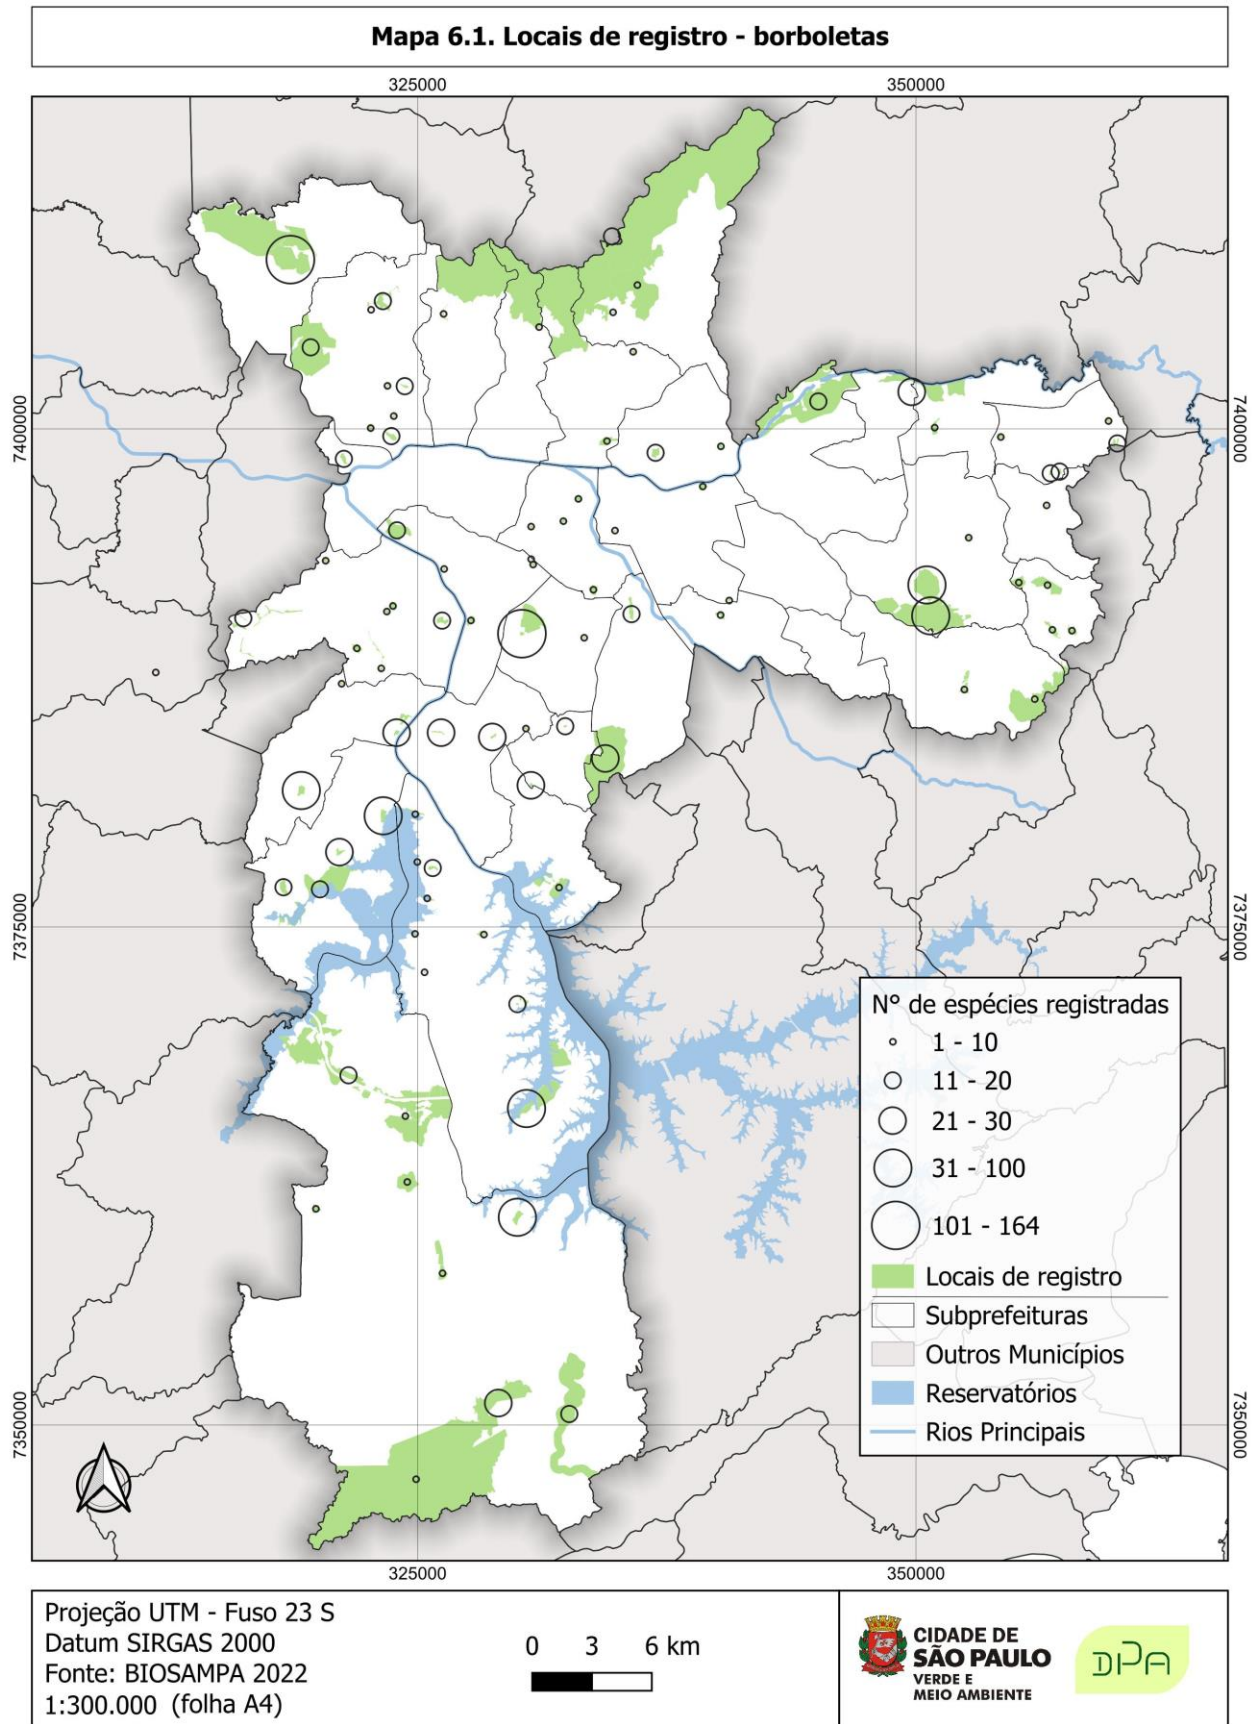 Mapa 6.1. Locais de registro - borboletas
325000
350000
7400000
7400000
7375000
7375000
7350000
7350000
N° de espécies registradas
1 - 10
11 - 20
21 - 30
31 - 100
101 - 164
Locais de registro
Subprefeituras
Outros Municípios
Reservatórios
Rios Principais
325000
350000
Projeção UTM - Fuso 23 S
Datum SIRGAS 2000
Fonte: BIOSAMPA 2022
1:300.000 (folha A4)
0 3 6 km
CIDADE DE
SÃO PAULO
VERDE E
MEIO AMBIENTE
DPA